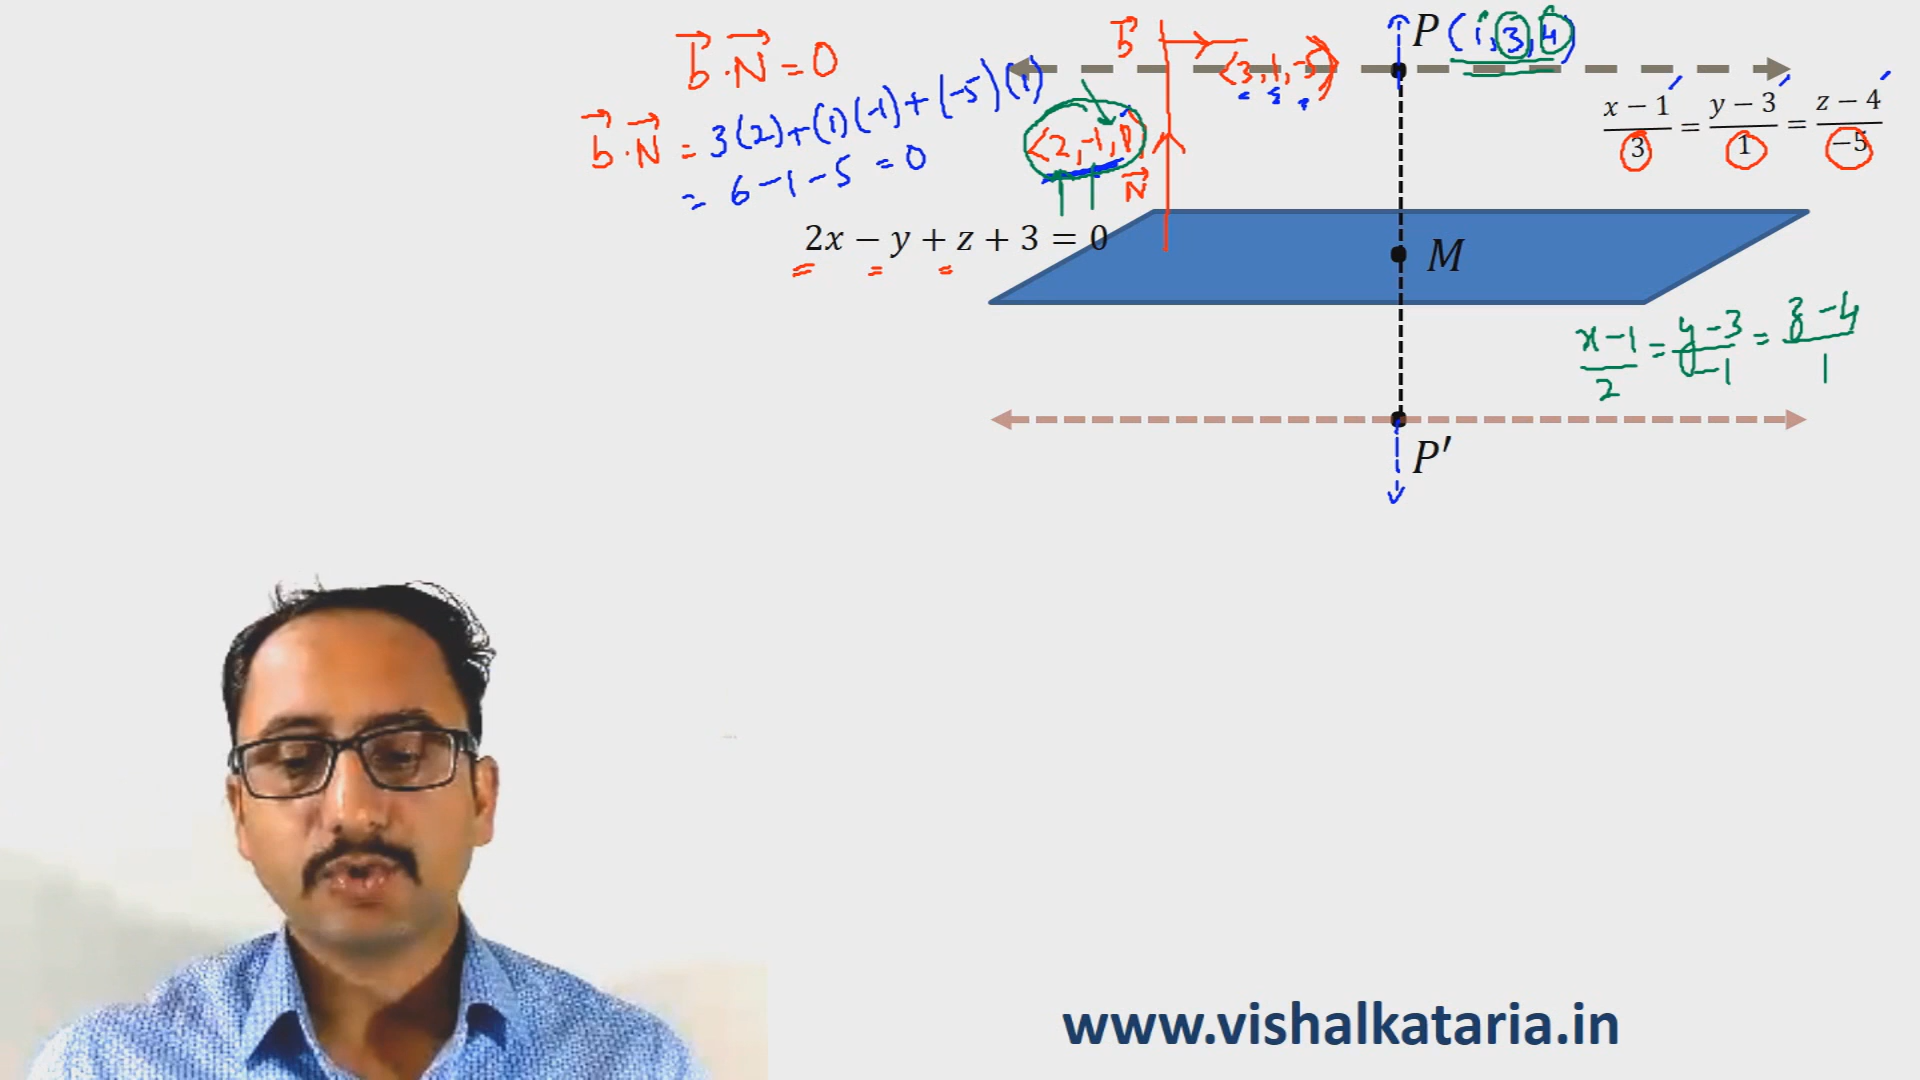 b⃗ · N⃗ = 0
b⃗ · N⃗ = 3(2) + (1)(-1) + (-5)(1)
= 6 - 1 - 5 = 0
2x − y + z + 3 = 0
b⃗
<3, 1, -5>
<2, -1, 1>
N⃗
P (1, 3, 4)
x − 1 / 3 = y − 3 / 1 = z − 4 / −5
M
x - 1 / 2 = y - 3 / -1 = z - 4 / 1
P′
www.vishalkataria.in